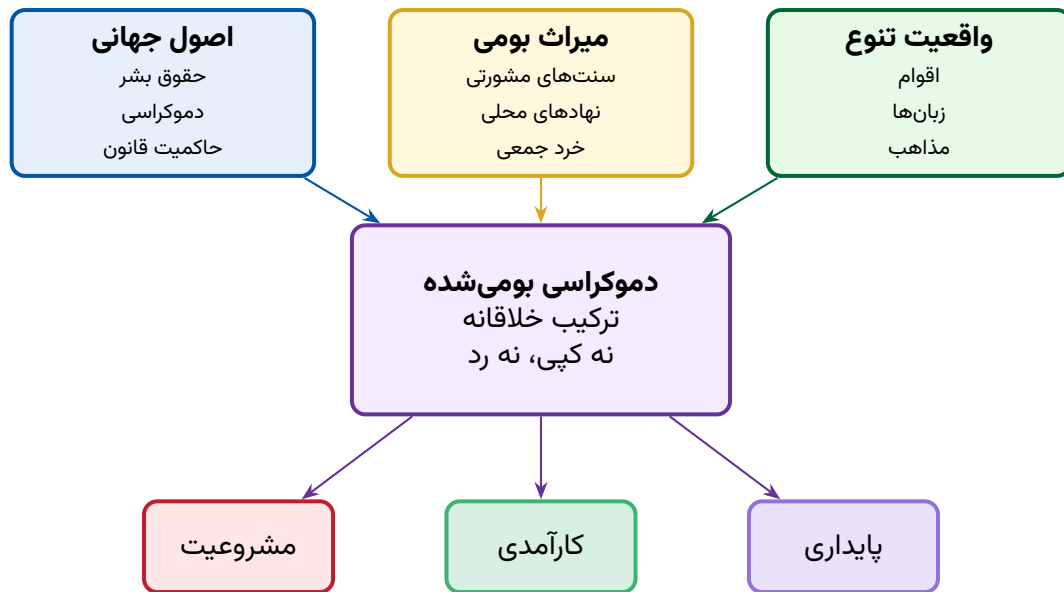 واقعیت تنوع
اقوام
زبان‌ها
مذاهب
میراث بومی
سنت‌های مشورتی
نهادهای محلی
خرد جمعی
اصول جهانی
حقوق بشر
دموکراسی
حاکمیت قانون
دموکراسی بومی‌شده
ترکیب خلاقانه
نه کپی، نه رد
پایداری
کارآمدی
مشروعیت